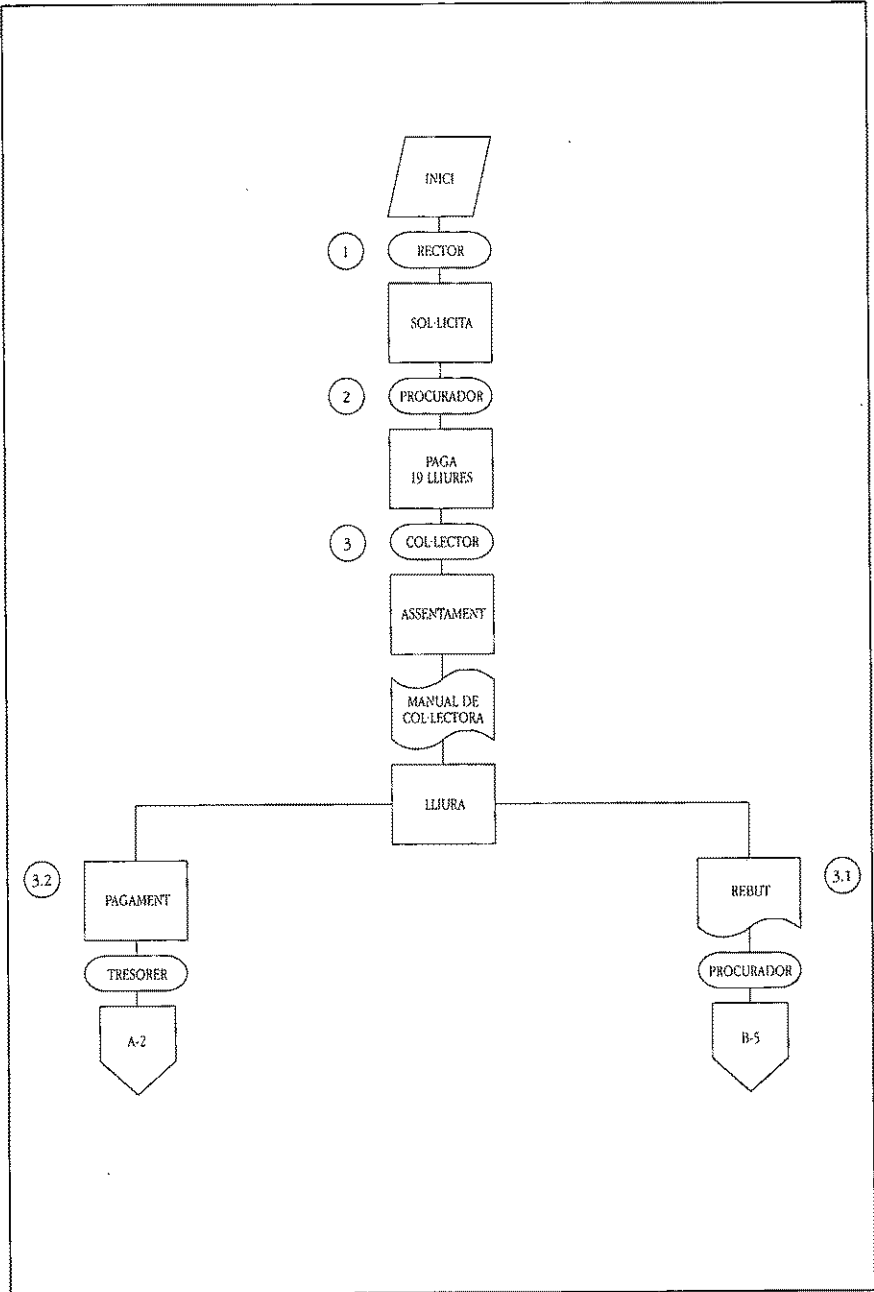 INICI
1
RECTOR
SOL·LICITA
2
PROCURADOR
PAGA
19 LLIURES
3
COL·LECTOR
ASSENTAMENT
MANUAL DE
COL·LECTORA
LLIURA
3.2
PAGAMENT
TRESORER
A-2
REBUT
3.1
PROCURADOR
B-5